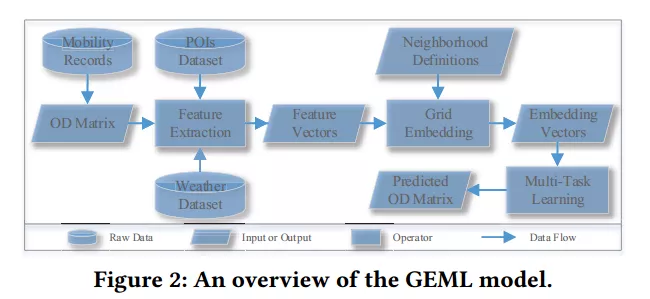 Mobility
Records
POIs
Dataset
Neighborhood
Definitions
OD Matrix
Feature
Extraction
Feature
Vectors
Grid
Embedding
Embedding
Vectors
Weather
Dataset
Predicted
OD Matrix
Multi-Task
Learning
Raw Data
Input or Output
Operator
Data Flow
Figure 2: An overview of the GEML model.